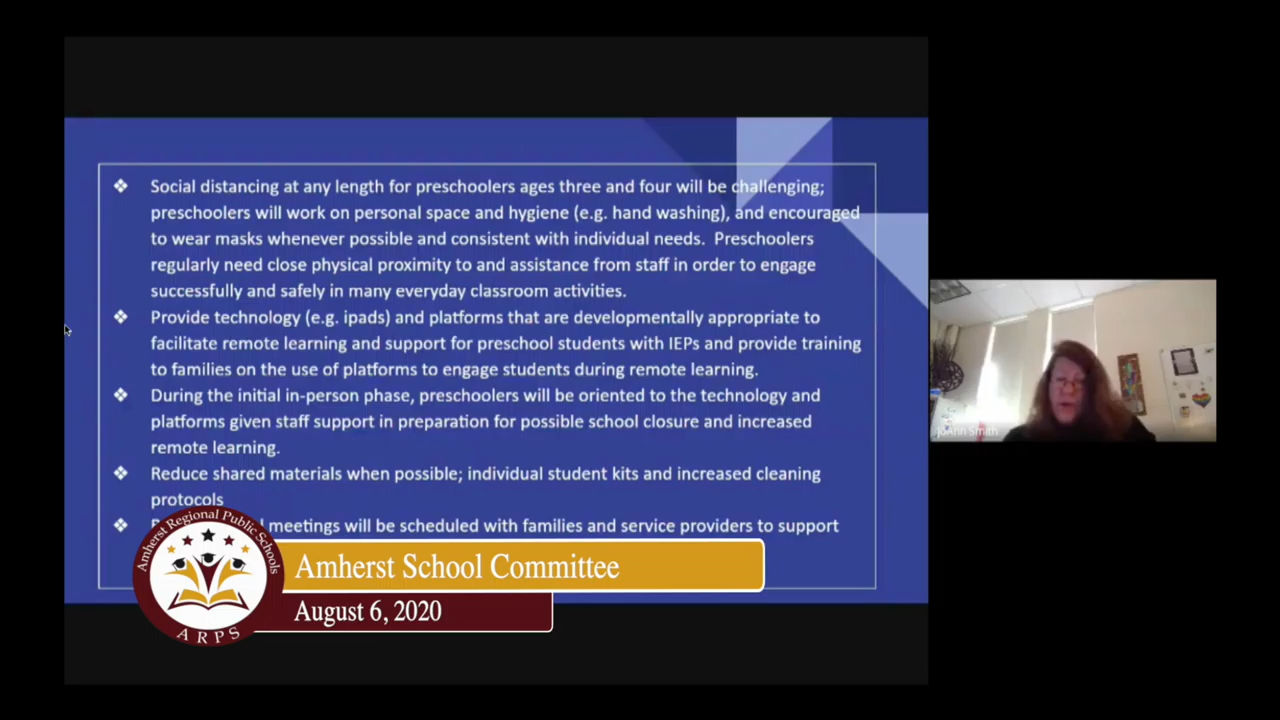 ❖ Social distancing at any length for preschoolers ages three and four will be challenging;
preschoolers will work on personal space and hygiene (e.g. hand washing), and encouraged
to wear masks whenever possible and consistent with individual needs. Preschoolers
regularly need close physical proximity to and assistance from staff in order to engage
successfully and safely in many everyday classroom activities.
❖ Provide technology (e.g. ipads) and platforms that are developmentally appropriate to
facilitate remote learning and support for preschool students with IEPs and provide training
to families on the use of platforms to engage students during remote learning.
❖ During the initial in-person phase, preschoolers will be oriented to the technology and
platforms given staff support in preparation for possible school closure and increased
remote learning.
❖ Reduce shared materials when possible; individual student kits and increased cleaning
protocols
❖ meetings will be scheduled with families and service providers to support
Amherst Regional Public Schools
ARPS
Amherst School Committee
August 6, 2020
JoAnn Smith